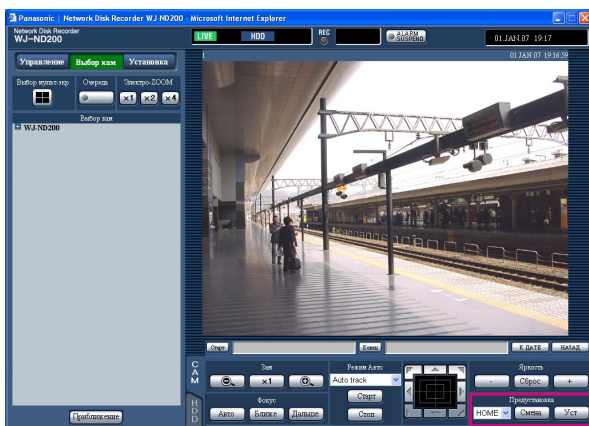 Panasonic | Network Disk Recorder WJ-ND200 - Microsoft Internet Explorer
Network Disk Recorder
WJ-ND200
LIVE HDD REC ALARM SUSPEND 01.JAN.07 19:17
1 01.JAN.07 19:16:59
Управление Выбор кам Установка
Выбор мульт-экр Очередь Электро-ZOOM
x1 x2 x4
Выбор кам
WJ-ND200
Старт Конец К ДАТЕ НАЗАД
CAM
HDD
Зам Режим Авто Яркость
x1 Auto track - Сброс +
Фокус Старт Предустановка
Авто Ближе Дальше Стоп HOME Смена Уст
Приближение